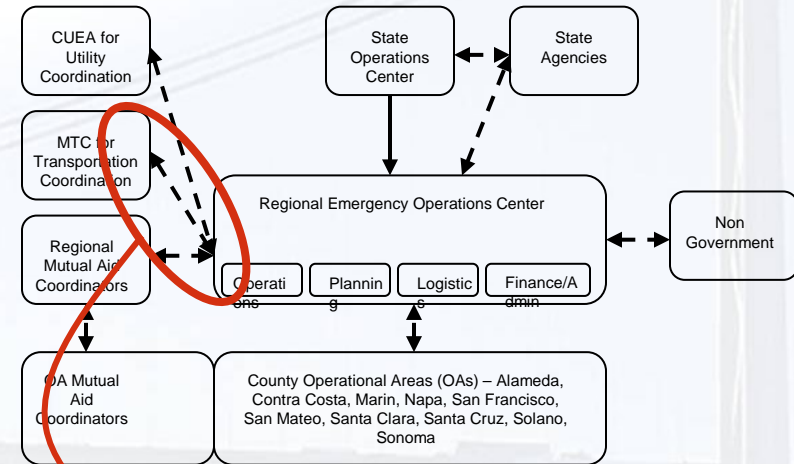 CUEA for
Utility
Coordination
State
Operations
Center
State
Agencies
MTC for
Transportation
Coordination
Regional Emergency Operations Center
Non
Government
Regional
Mutual Aid
Coordinators
Operati
ons
Plannin
g
Logistic
s
Finance/A
dmin
OA Mutual
Aid
Coordinators
County Operational Areas (OAs) – Alameda,
Contra Costa, Marin, Napa, San Francisco,
San Mateo, Santa Clara, Santa Cruz, Solano,
Sonoma